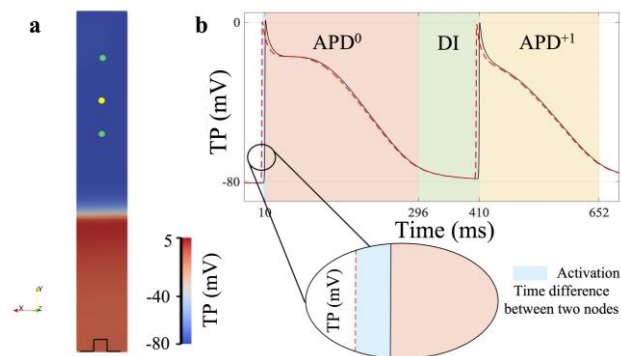 a
5
-40
-80
TP (mV)
Y
X
Z
b
0
-80
TP (mV)
APD⁰
DI
APD⁺¹
10
296
410
652
Time (ms)
TP (mV)
Activation
Time difference
between two nodes